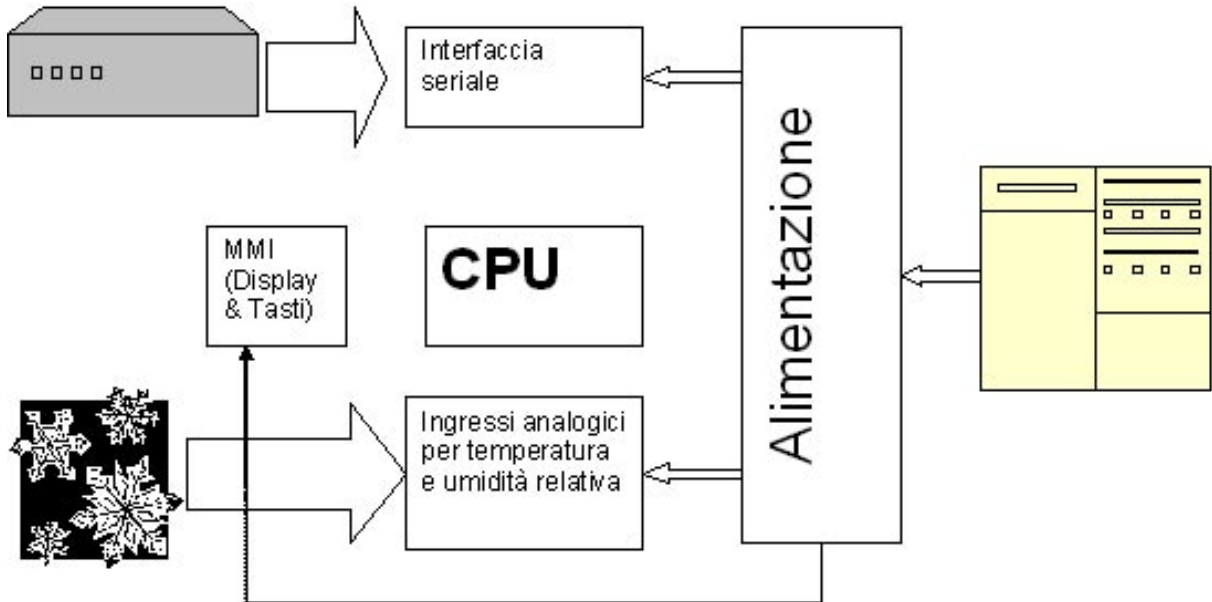 Interfaccia
seriale
Alimentazione
MMI
(Display
& Tasti)
CPU
Ingressi analogici
per temperatura
e umidità relativa